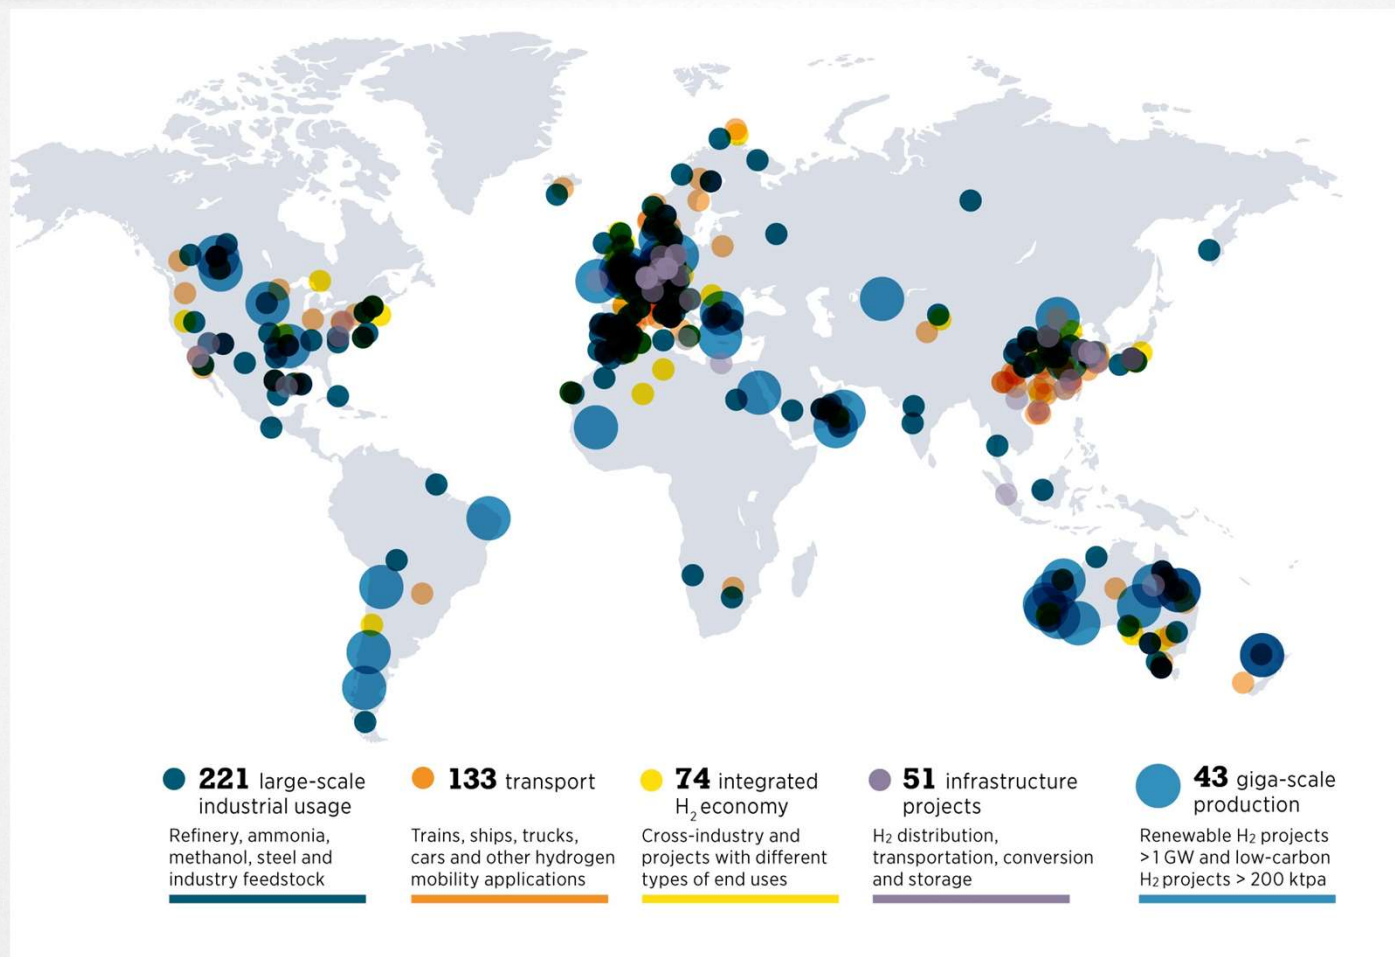 221 large-scale
industrial usage
Refinery, ammonia,
methanol, steel and
industry feedstock
133 transport
Trains, ships, trucks,
cars and other hydrogen
mobility applications
74 integrated
H₂ economy
Cross-industry and
projects with different
types of end uses
51 infrastructure
projects
H2 distribution,
transportation, conversion
and storage
43 giga-scale
production
Renewable H2 projects
>1 GW and low-carbon
H2 projects > 200 ktpa